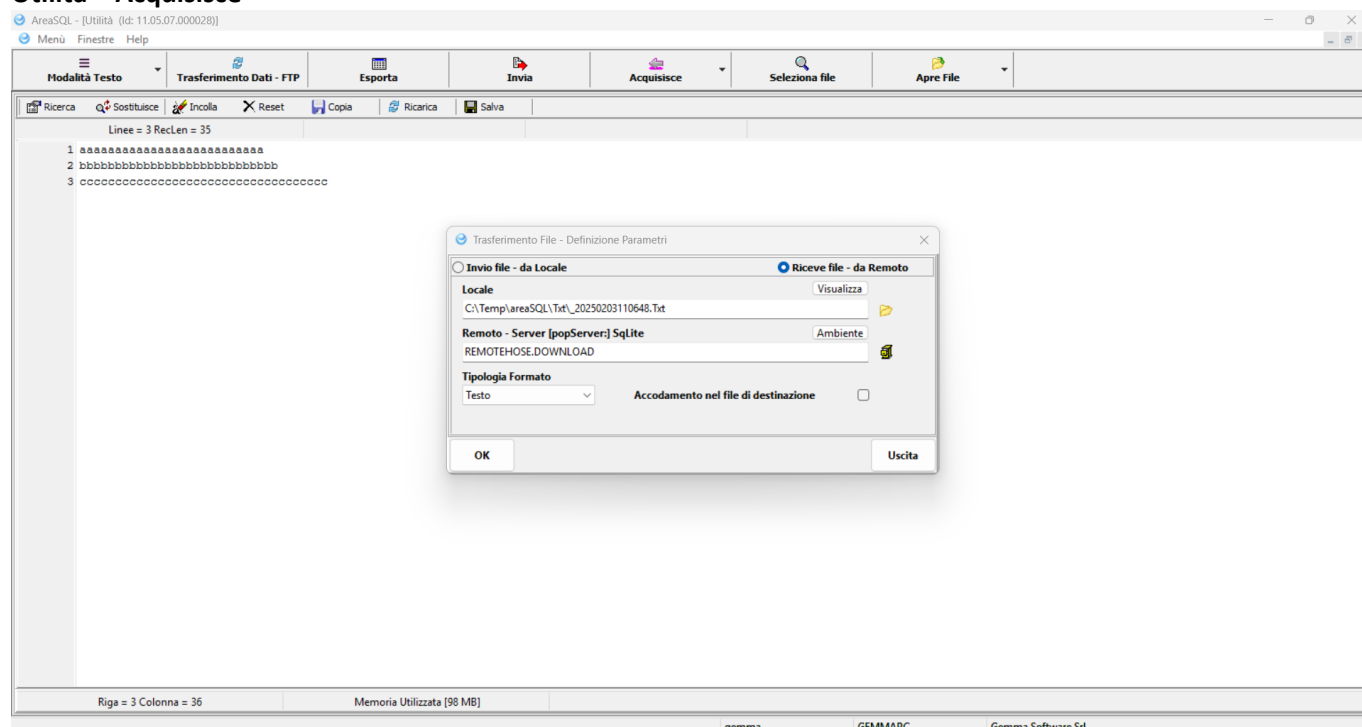 AreaSQL - [Utilità (Id: 11.05.07.000028)]
Menù Finestre Help
Modalità Testo Trasferimento Dati - FTP Esporta Invia Acquisisce Seleziona file Apre File
Ricerca Sostituisce Incolla Reset Copia Ricarica Salva
Linee = 3 RecLen = 35
1 aaaaaaaaaaaaaaaaaaaaaaaaaa
2 bbbbbbbbbbbbbbbbbbbbbbbbbbbb
3 ccccccccccccccccccccccccccccccccccc
Trasferimento File - Definizione Parametri
Invio file - da Locale Riceve file - da Remoto
Locale Visualizza
C:\Temp\areaSQL\Txt\_20250203110648.Txt
Remoto - Server [popServer:] SqLite Ambiente
REMOTEHOSE.DOWNLOAD
Tipologia Formato
Testo Accodamento nel file di destinazione
OK Uscita
Riga = 3 Colonna = 36 Memoria Utilizzata [98 MB]